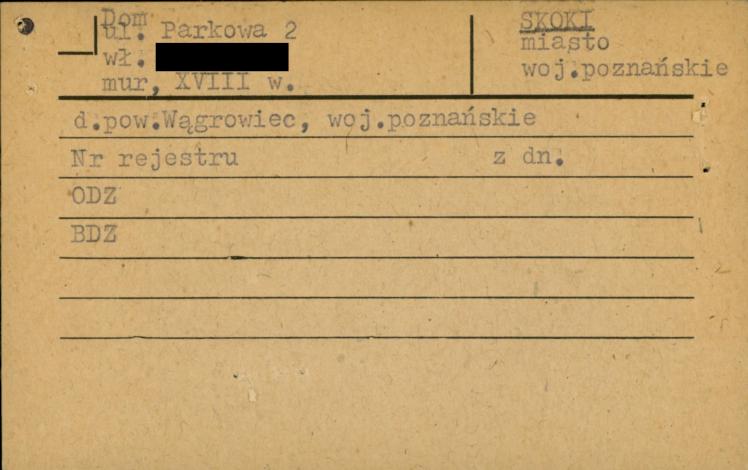 Dom
ul. Parkowa 2
wł.
mur, XVIII w.
SKOKI
miasto
woj.poznańskie
d.pow.Wągrowiec, woj.poznańskie
Nr rejestru z dn.
ODZ
BDZ